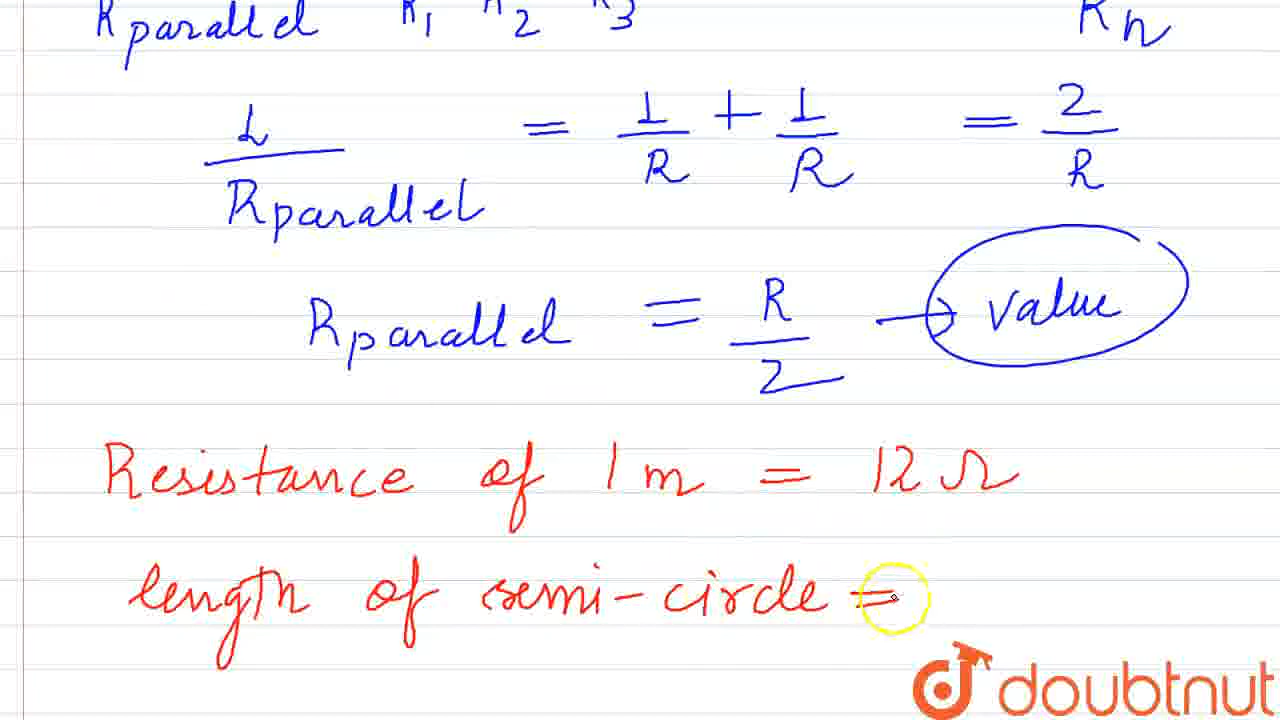 Rparallel R1 R2 R3 Rn
1/Rparallel = 1/R + 1/R = 2/R
Rparallel = R/2 → value
Resistance of 1 m = 12 Ω
length of semi-circle =
doubtnut